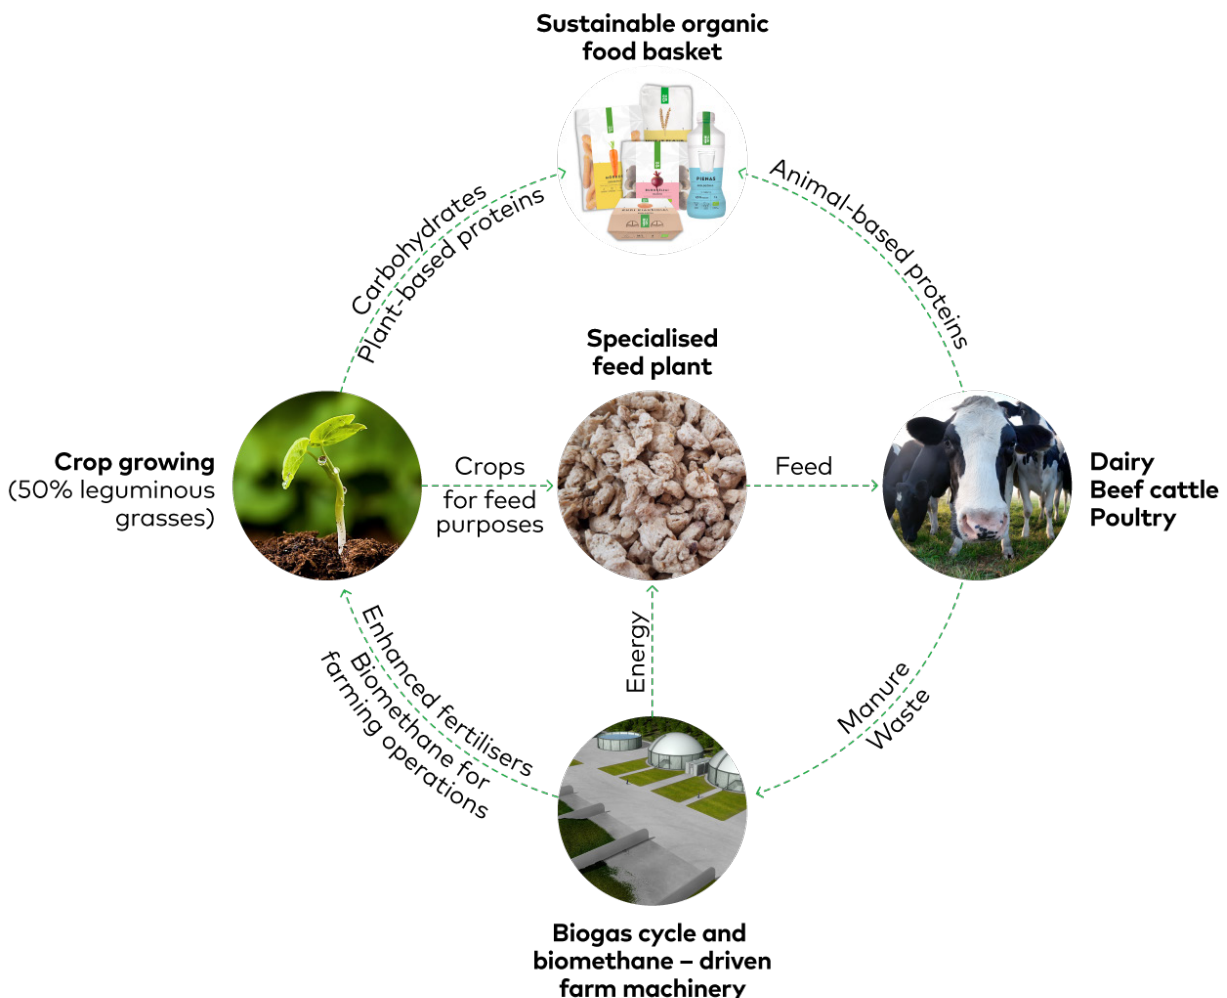 Sustainable organic
food basket
PIENAS
Carbohydrates
Plant-based proteins
Animal-based proteins
Specialised
feed plant
Crop growing
(50% leguminous
grasses)
Crops
for feed
purposes
Feed
Dairy
Beef cattle
Poultry
Enhanced fertilisers
Biomethane for
farming operations
Energy
Manure
Waste
Biogas cycle and
biomethane – driven
farm machinery